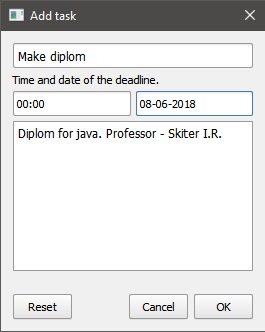 Add task
Make diplom
Time and date of the deadline.
00:00 08-06-2018
Diplom for java. Professor - Skiter I.R.
Reset Cancel OK